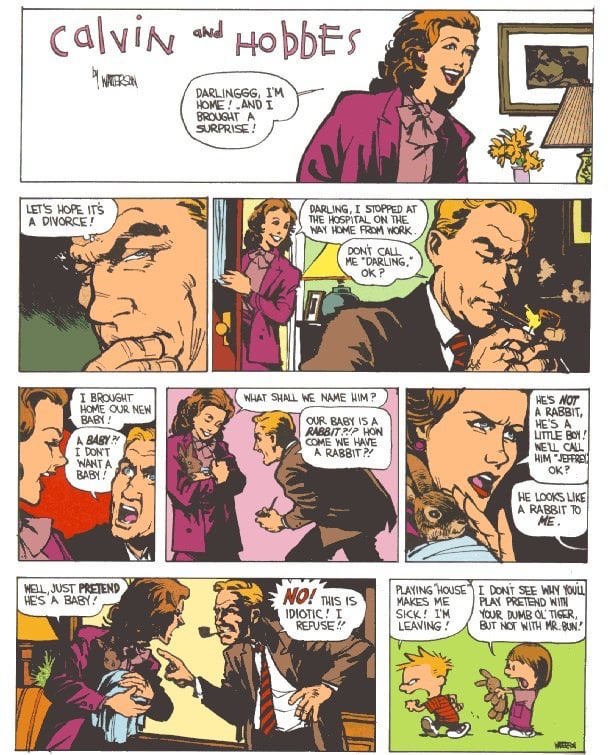 CALVIN and HOBBES
by WATTERSON
DARLINGGG, I'M
HOME! AND I
BROUGHT A
SURPRISE!
LET'S HOPE IT'S
A DIVORCE!
DARLING, I STOPPED AT
THE HOSPITAL ON THE
WAY HOME FROM WORK.
DON'T CALL
ME "DARLING,"
OK?
I BROUGHT
HOME OUR NEW
BABY!
A BABY?!
I DON'T
WANT A
BABY!
WHAT SHALL WE NAME HIM?
OUR BABY IS A
RABBIT?!? HOW
COME WE HAVE
A RABBIT?!
HE'S NOT
A RABBIT,
HE'S A
LITTLE BOY!
WE'LL CALL
HIM "JEFFREY,"
OK?
HE LOOKS LIKE
A RABBIT TO
ME.
WELL, JUST PRETEND
HE'S A BABY!
NO! THIS IS
IDIOTIC! I
REFUSE!!
PLAYING "HOUSE"
MAKES ME
SICK! I'M
LEAVING!
I DON'T SEE WHY YOU'LL
PLAY PRETEND WITH
YOUR DUMB OL' TIGER,
BUT NOT WITH MR. BUN!
WATTERSON